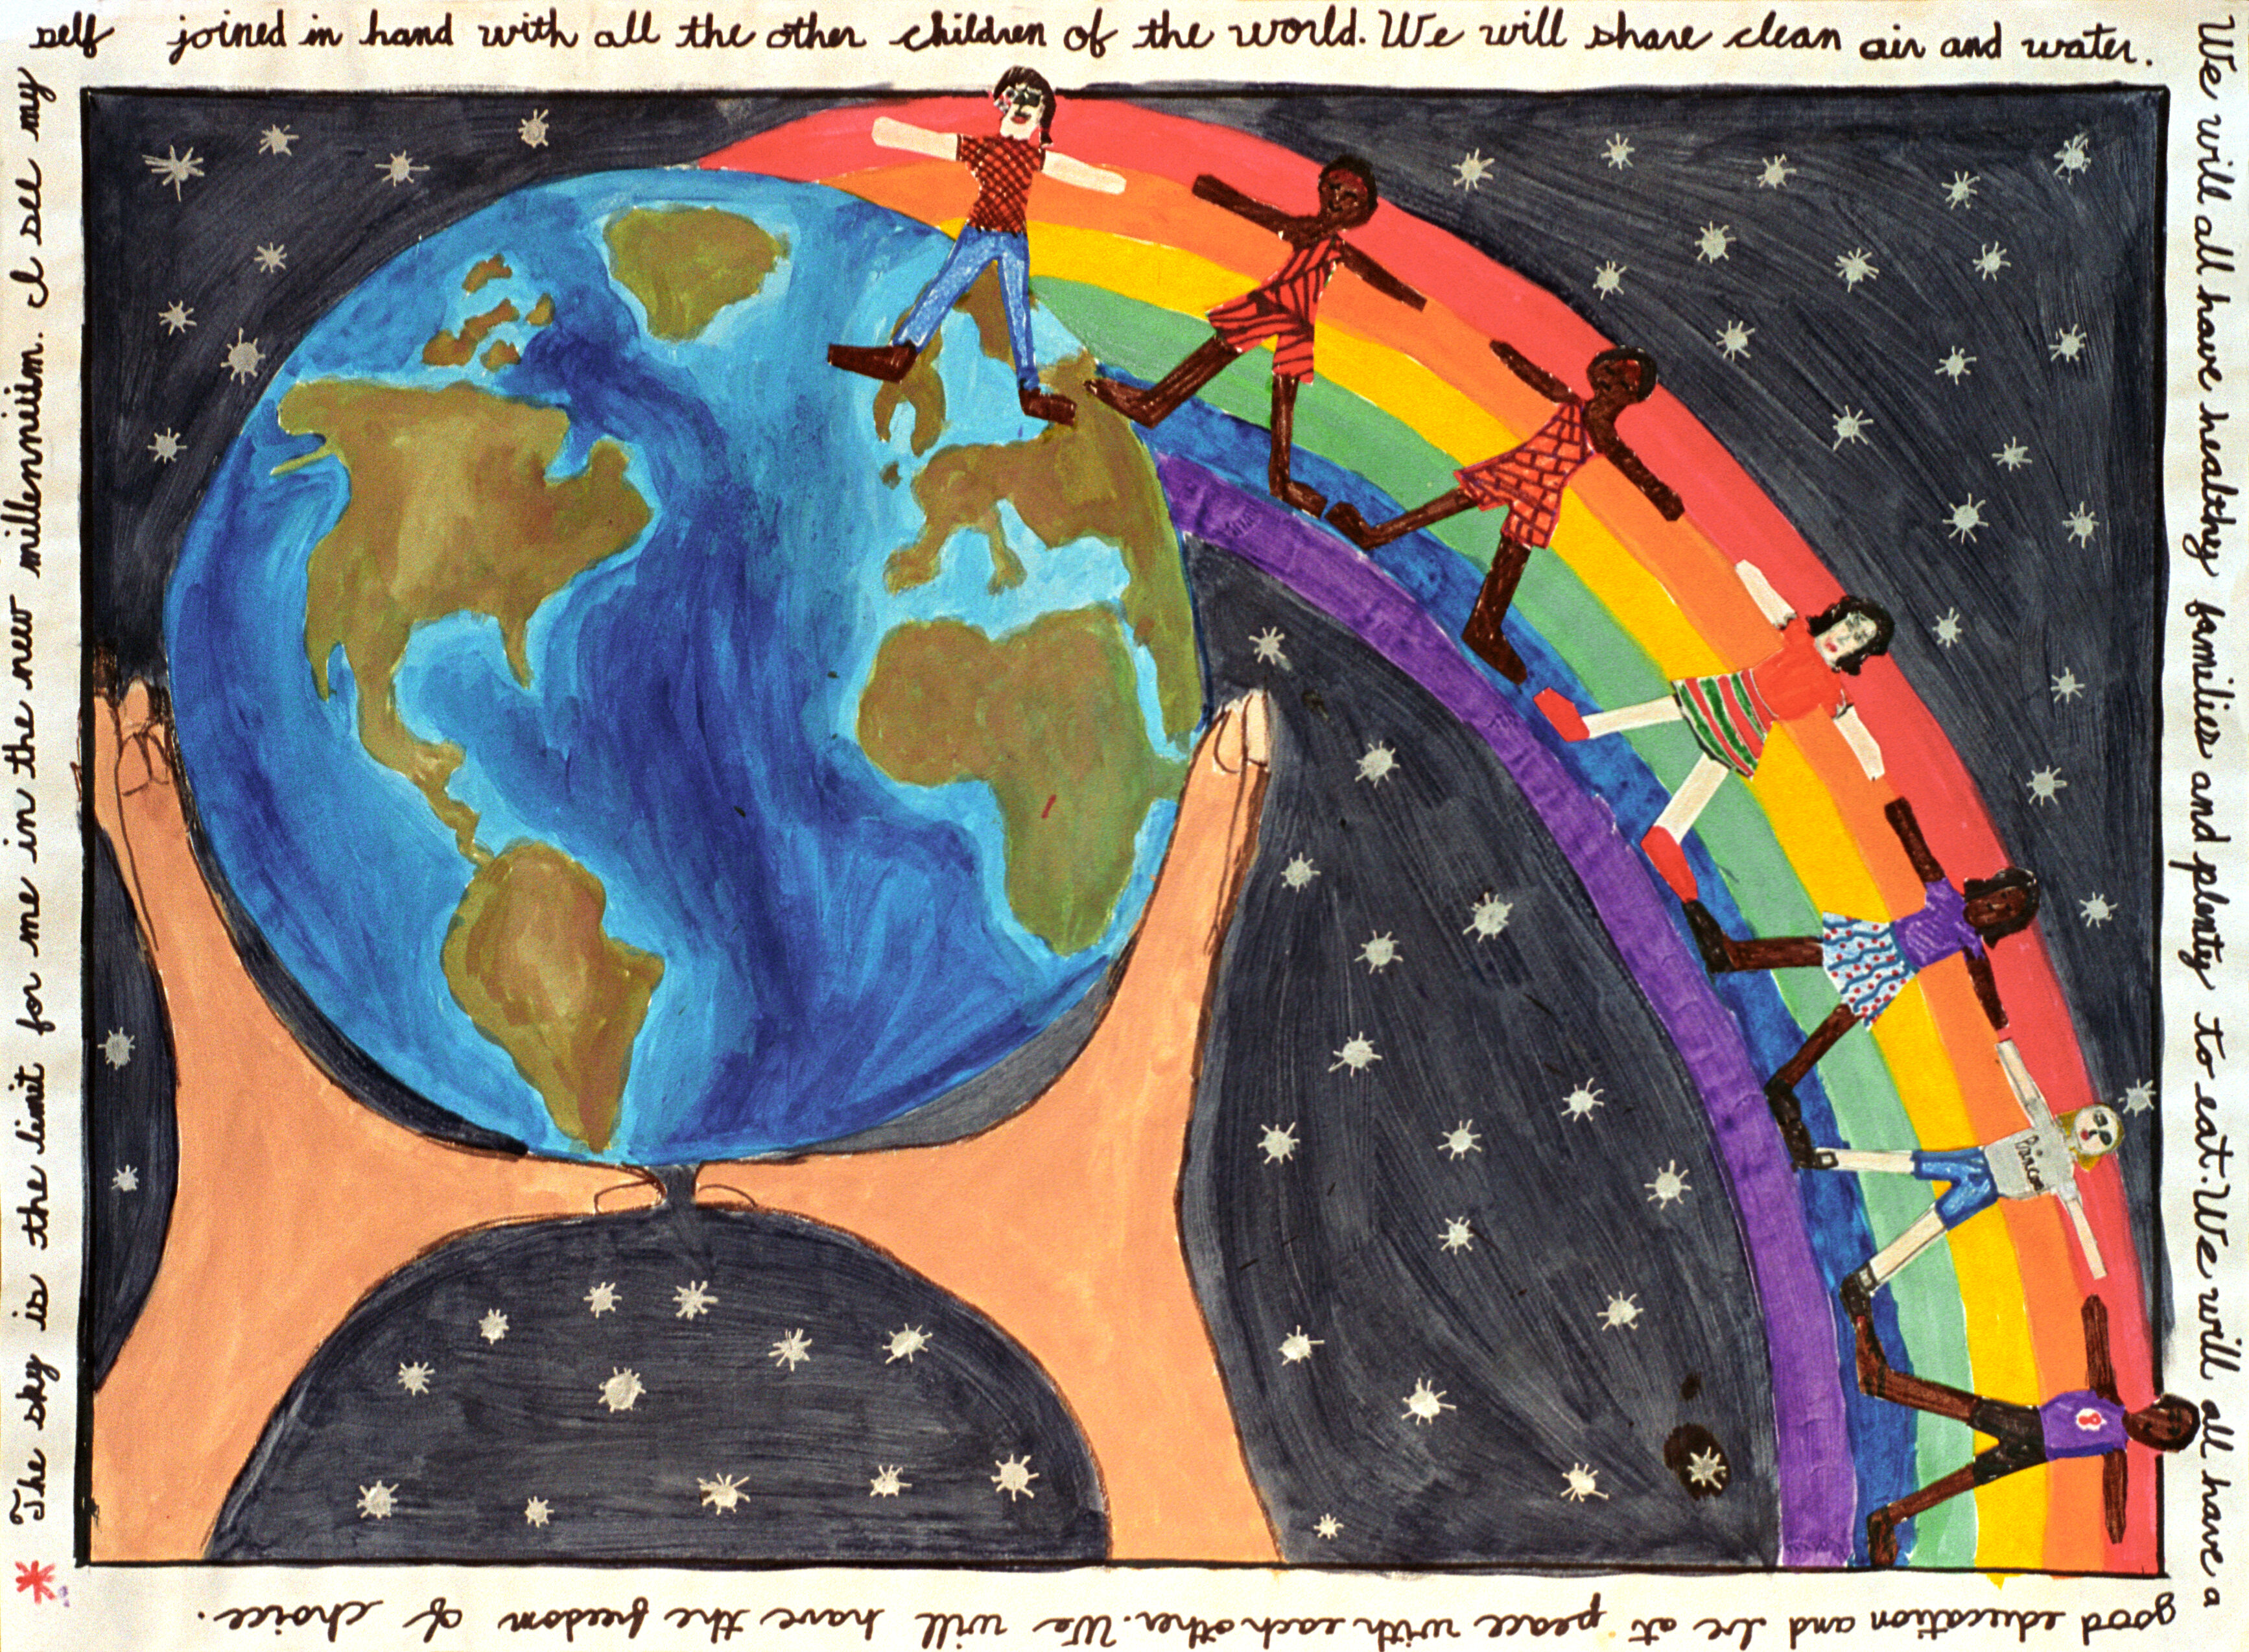 The sky is the limit for me in the new millennium. I see my
self joined in hand with all the other children of the world. We will share clean air and water.
We will all have healthy families and plenty to eat. We will all have a
good education and be at peace with each other. We will have the freedom of choice.
Princess
8